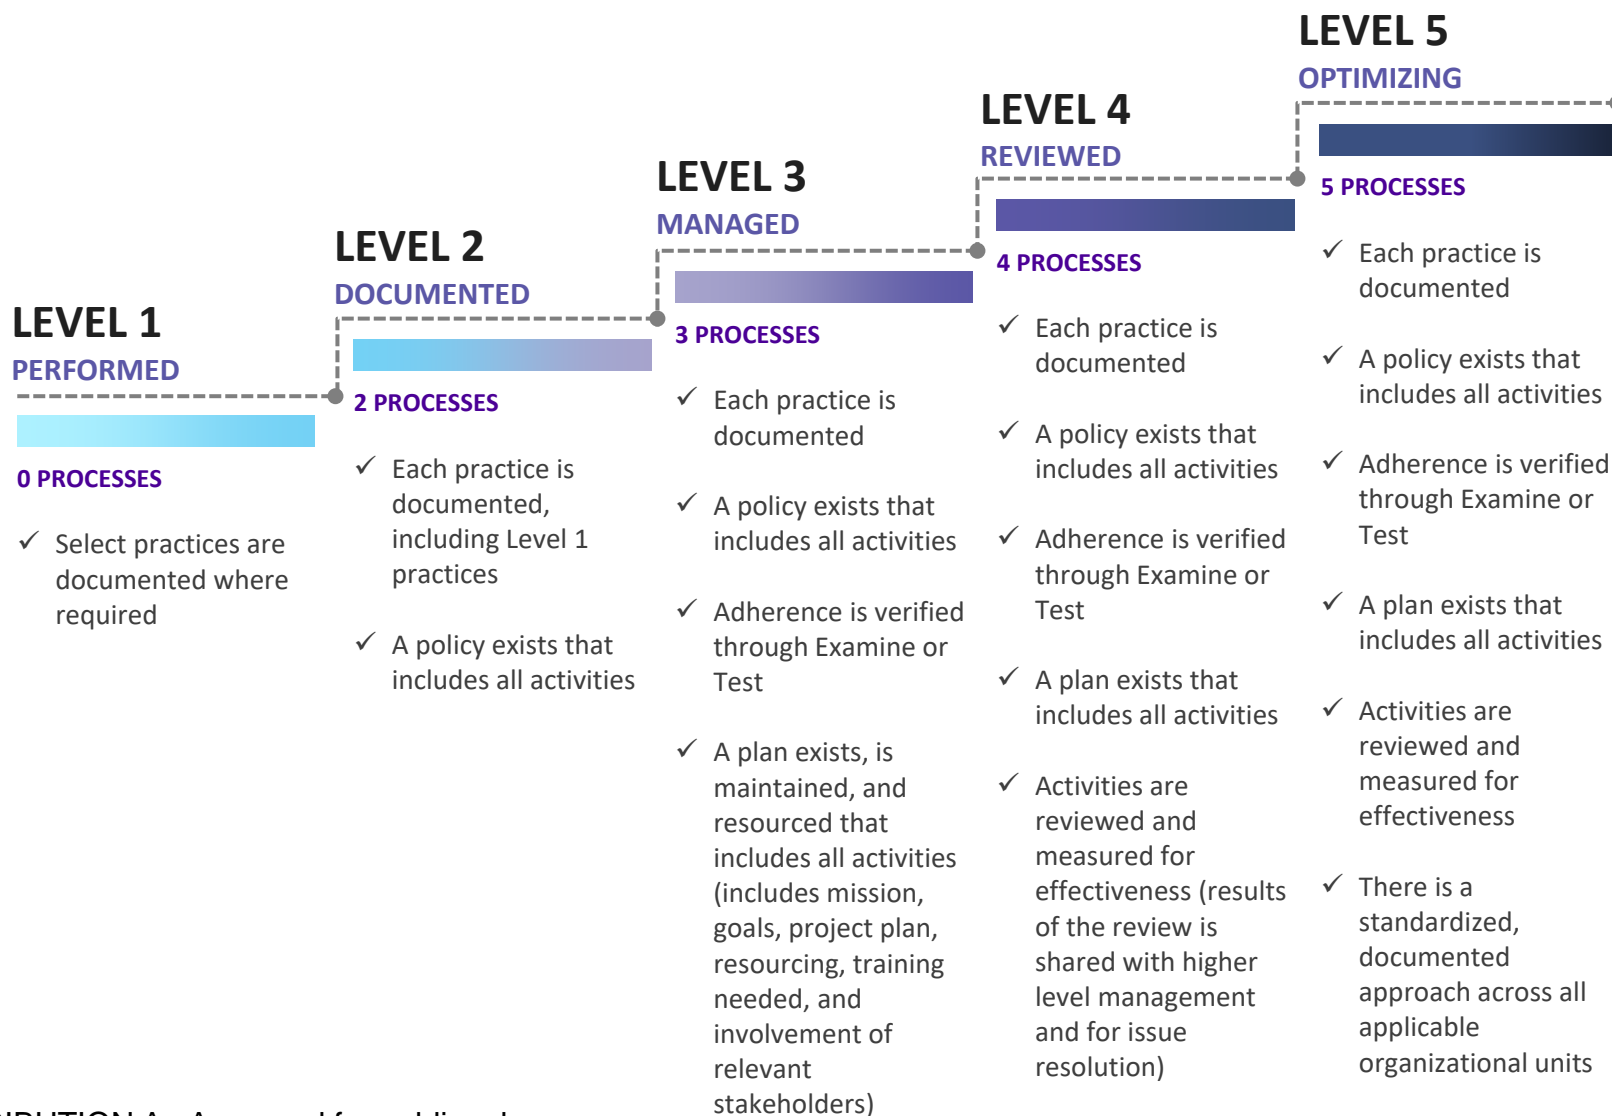 LEVEL 1
PERFORMED
0 PROCESSES
✓ Select practices are
documented where
required
LEVEL 2
DOCUMENTED
2 PROCESSES
✓ Each practice is
documented,
including Level 1
practices
✓ A policy exists that
includes all activities
LEVEL 3
MANAGED
3 PROCESSES
✓ Each practice is
documented
✓ A policy exists that
includes all activities
✓ Adherence is verified
through Examine or
Test
✓ A plan exists, is
maintained, and
resourced that
includes all activities
(includes mission,
goals, project plan,
resourcing, training
needed, and
involvement of
relevant
stakeholders)
LEVEL 4
REVIEWED
4 PROCESSES
✓ Each practice is
documented
✓ A policy exists that
includes all activities
✓ Adherence is verified
through Examine or
Test
✓ A plan exists that
includes all activities
✓ Activities are
reviewed and
measured for
effectiveness (results
of the review is
shared with higher
level management
and for issue
resolution)
LEVEL 5
OPTIMIZING
5 PROCESSES
✓ Each practice is
documented
✓ A policy exists that
includes all activities
✓ Adherence is verified
through Examine or
Test
✓ A plan exists that
includes all activities
✓ Activities are
reviewed and
measured for
effectiveness
✓ There is a
standardized,
documented
approach across all
applicable
organizational units